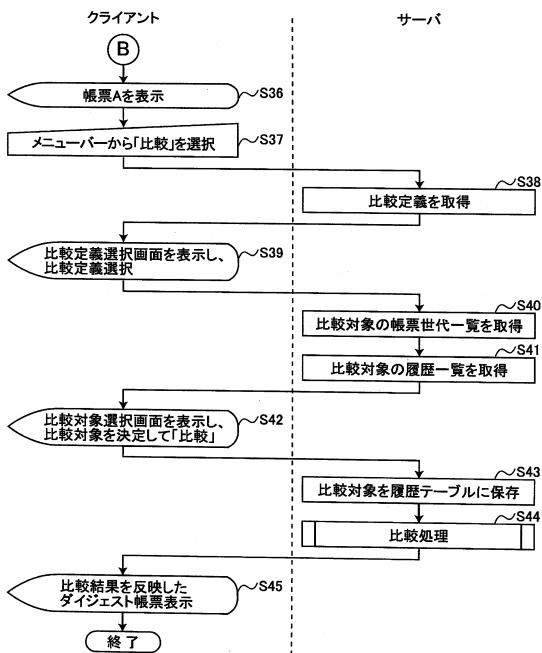 クライアント
サーバ
B
帳票Aを表示
S36
メニューバーから「比較」を選択
S37
S38
比較定義を取得
比較定義選択画面を表示し、
比較定義選択
S39
S40
比較対象の帳票世代一覧を取得
S41
比較対象の履歴一覧を取得
比較対象選択画面を表示し、
比較対象を決定して「比較」
S42
S43
比較対象を履歴テーブルに保存
S44
比較処理
比較結果を反映した
ダイジェスト帳票表示
S45
終了